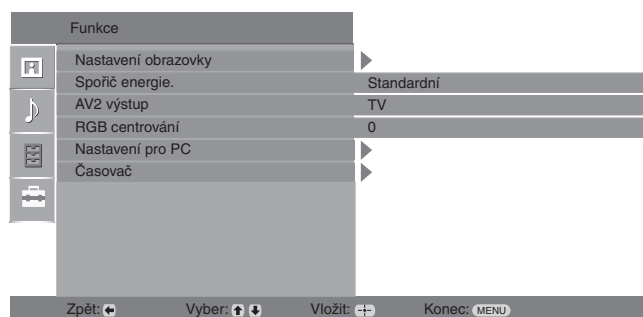 Funkce
Nastavení obrazovky
Spořič energie. Standardní
AV2 výstup TV
RGB centrování 0
Nastavení pro PC
Časovač
Zpět: Vyber: Vložit: Konec: MENU